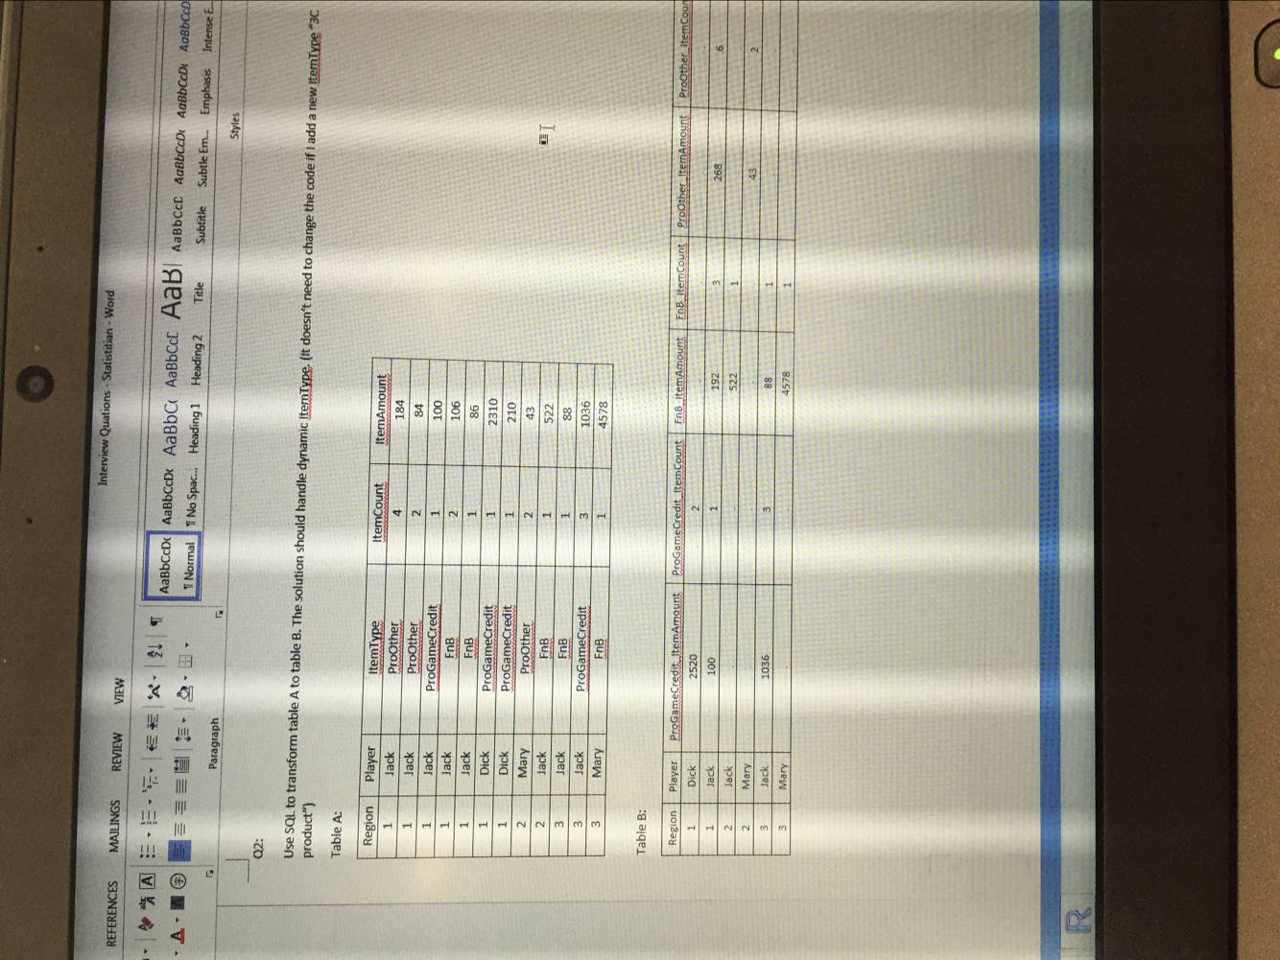 Interview Quations - Statistitian - Word
REFERENCES MAILINGS REVIEW VIEW
AaBbCcDc AaBbCcDc AaBbC AaBbCcC AaB AaBbCcC AaBbCcDc AaBbCcDc AaBbCcD
¶ Normal ¶ No Spac... Heading 1 Heading 2 Title Subtitle Subtle Em... Emphasis Intense E...
Paragraph Styles
Q2:
Use SQL to transform table A to table B. The solution should handle dynamic ItemType. (It doesn't need to change the code if I add a new ItemType "3C
product")
Table A:
Region Player ItemType ItemCount ItemAmount
1 Jack ProOther 4 184
1 Jack ProOther 2 84
1 Jack ProGameCredit 1 100
1 Jack FnB 2 106
1 Jack FnB 1 86
1 Dick ProGameCredit 1 2310
1 Dick ProGameCredit 1 210
2 Mary ProOther 2 43
2 Jack FnB 1 522
3 Jack FnB 1 88
3 Jack ProGameCredit 3 1036
3 Mary FnB 1 4578
Table B:
Region Player ProGameCredit_ItemAmount ProGameCredit_ItemCount FnB_ItemAmount FnB_ItemCount ProOther_ItemAmount ProOther_ItemCoun
1 Dick 2520 2
1 Jack 100 1 192 3 268 6
2 Jack 522 1
2 Mary 43 2
3 Jack 1036 3 88 1
3 Mary 4578 1
R